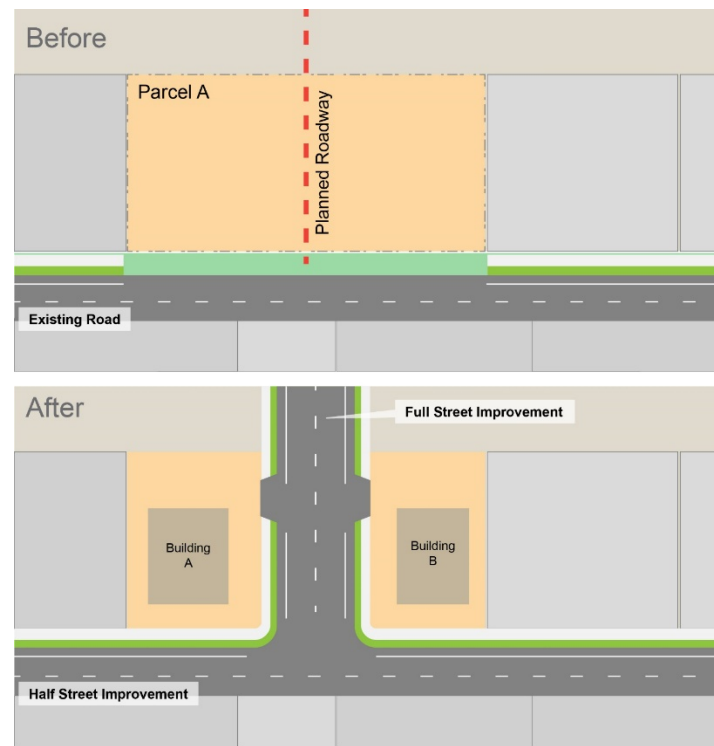 Before
Parcel A
Planned Roadway
Existing Road
After
Full Street Improvement
Building
A
Building
B
Half Street Improvement